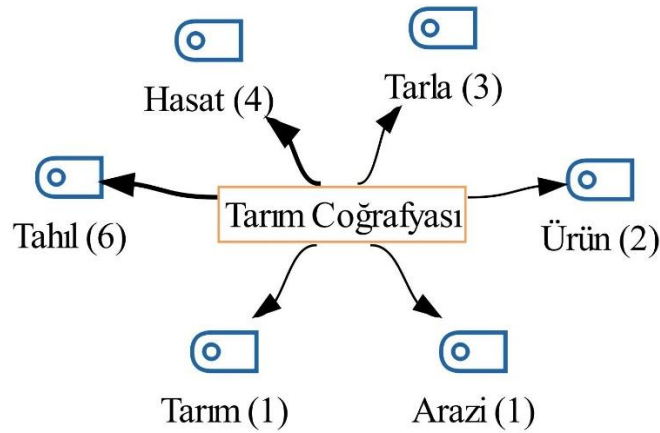 Hasat (4)
Tarla (3)
Tahıl (6)
Tarım Coğrafyası
Ürün (2)
Tarım (1)
Arazi (1)